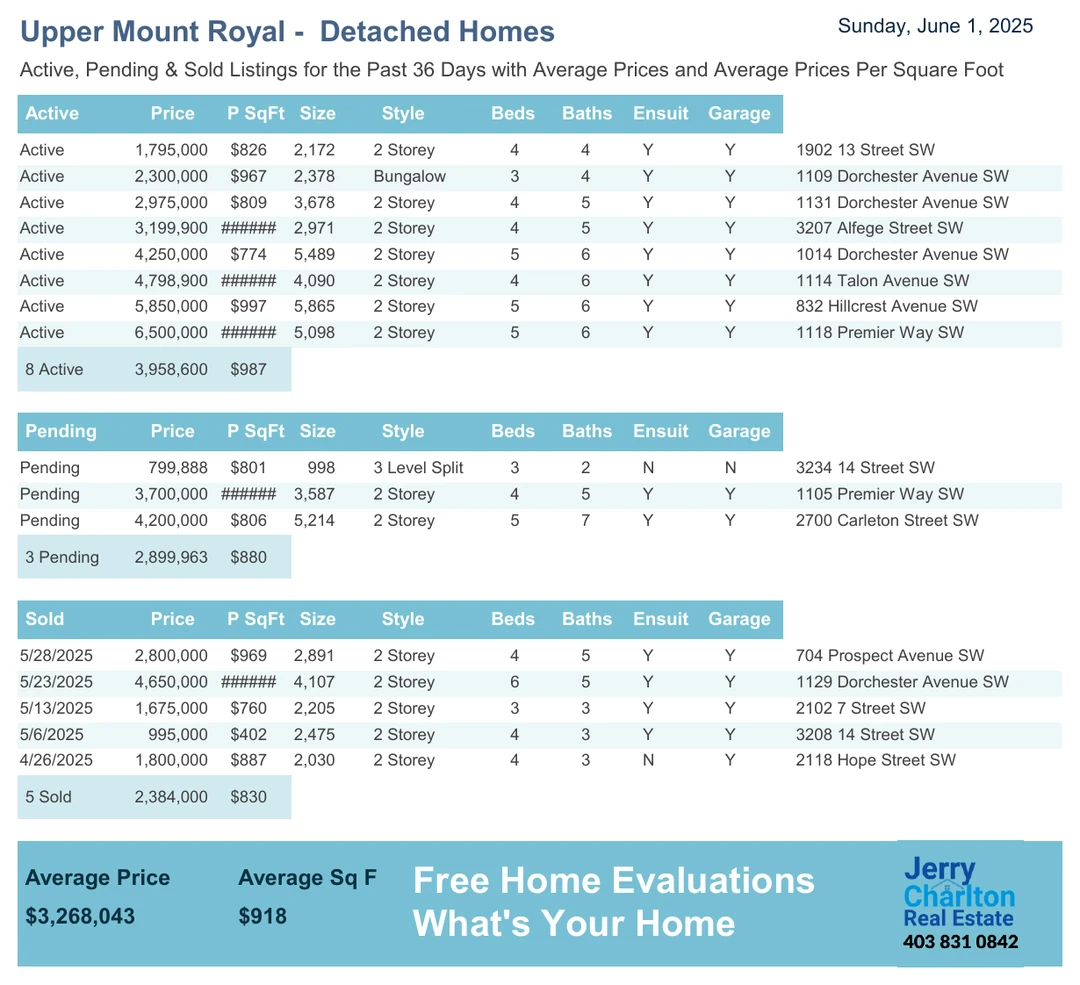 Upper Mount Royal - Detached Homes
Sunday, June 1, 2025
Active, Pending & Sold Listings for the Past 36 Days with Average Prices and Average Prices Per Square Foot
Active Price P SqFt Size Style Beds Baths Ensuit Garage
Active 1,795,000 $826 2,172 2 Storey 4 4 Y Y 1902 13 Street SW
Active 2,300,000 $967 2,378 Bungalow 3 4 Y Y 1109 Dorchester Avenue SW
Active 2,975,000 $809 3,678 2 Storey 4 5 Y Y 1131 Dorchester Avenue SW
Active 3,199,900 ###### 2,971 2 Storey 4 5 Y Y 3207 Alfege Street SW
Active 4,250,000 $774 5,489 2 Storey 5 6 Y Y 1014 Dorchester Avenue SW
Active 4,798,900 ###### 4,090 2 Storey 4 6 Y Y 1114 Talon Avenue SW
Active 5,850,000 $997 5,865 2 Storey 5 6 Y Y 832 Hillcrest Avenue SW
Active 6,500,000 ###### 5,098 2 Storey 5 6 Y Y 1118 Premier Way SW
8 Active 3,958,600 $987
Pending Price P SqFt Size Style Beds Baths Ensuit Garage
Pending 799,888 $801 998 3 Level Split 3 2 N N 3234 14 Street SW
Pending 3,700,000 ###### 3,587 2 Storey 4 5 Y Y 1105 Premier Way SW
Pending 4,200,000 $806 5,214 2 Storey 5 7 Y Y 2700 Carleton Street SW
3 Pending 2,899,963 $880
Sold Price P SqFt Size Style Beds Baths Ensuit Garage
5/28/2025 2,800,000 $969 2,891 2 Storey 4 5 Y Y 704 Prospect Avenue SW
5/23/2025 4,650,000 ###### 4,107 2 Storey 6 5 Y Y 1129 Dorchester Avenue SW
5/13/2025 1,675,000 $760 2,205 2 Storey 3 3 Y Y 2102 7 Street SW
5/6/2025 995,000 $402 2,475 2 Storey 4 3 Y Y 3208 14 Street SW
4/26/2025 1,800,000 $887 2,030 2 Storey 4 3 N Y 2118 Hope Street SW
5 Sold 2,384,000 $830
Average Price Average Sq F
$3,268,043 $918
Free Home Evaluations
What's Your Home
Jerry
Charlton
Real Estate
403 831 0842